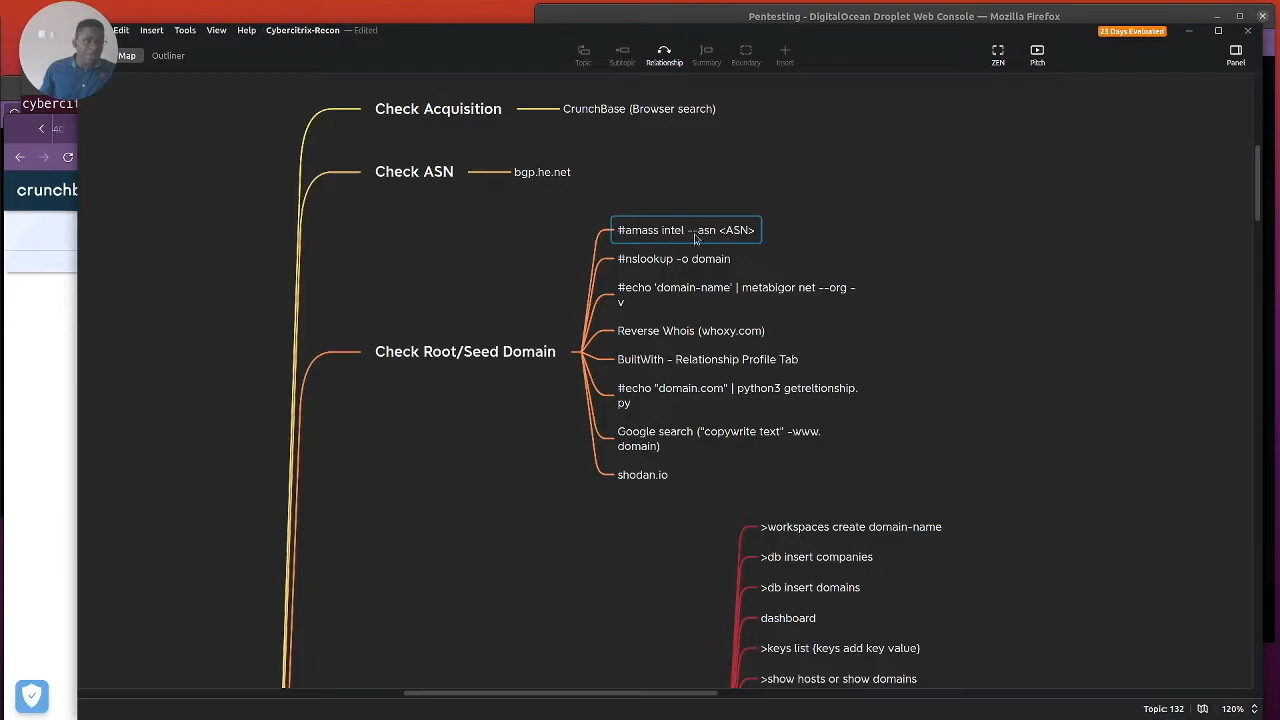 Pentesting - DigitalOcean Droplet Web Console — Mozilla Firefox
Edit Insert Tools View Help Cybercitrix-Recon — Edited
23 Days Evaluated
Map Outliner
Topic Subtopic Relationship Summary Boundary Insert
ZEN Pitch Panel
cybercit
40
crunchb
Check Acquisition
CrunchBase (Browser search)
Check ASN
bgp.he.net
Check Root/Seed Domain
#amass intel --asn <ASN>
#nslookup -o domain
#echo 'domain-name' | metabigor net --org -
v
Reverse Whois (whoxy.com)
BuiltWith - Relationship Profile Tab
#echo "domain.com" | python3 getreltionship.
py
Google search ("copywrite text" -www.
domain)
shodan.io
>workspaces create domain-name
>db insert companies
>db insert domains
dashboard
>keys list {keys add key value}
>show hosts or show domains
Topic: 132
120%